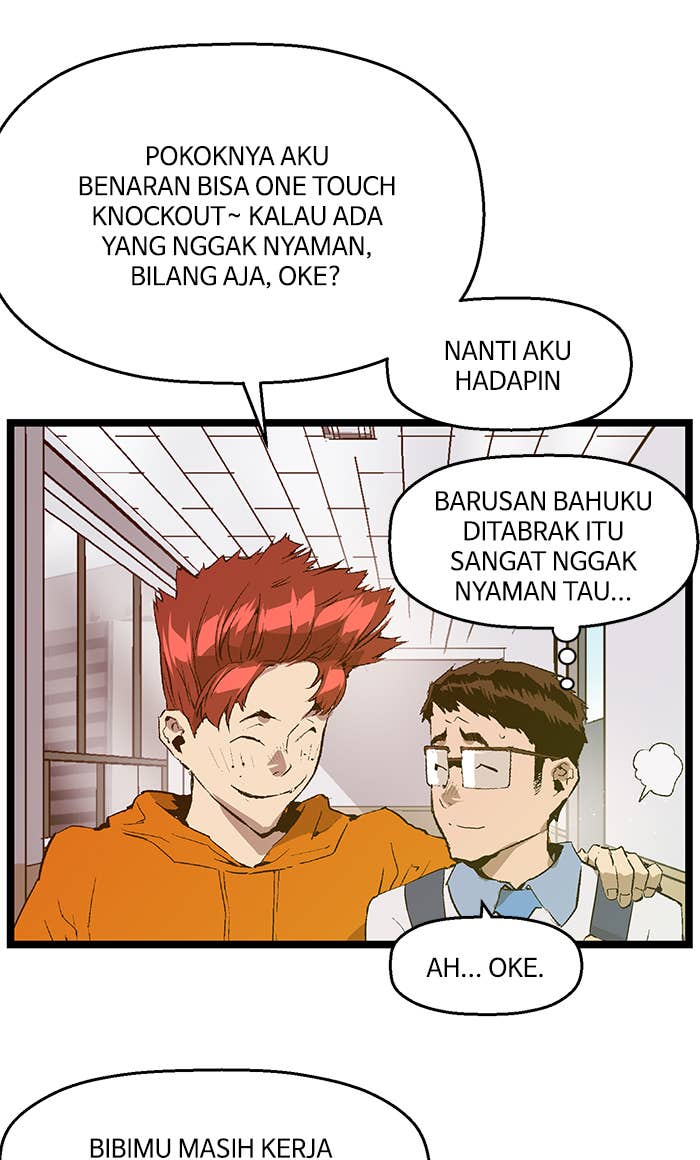 POKOKNYA AKU
BENARAN BISA ONE TOUCH
KNOCKOUT~ KALAU ADA
YANG NGGAK NYAMAN,
BILANG AJA, OKE?
NANTI AKU
HADAPIN
BARUSAN BAHUKU
DITABRAK ITU
SANGAT NGGAK
NYAMAN TAU...
AH... OKE.
BIBIMU MASIH KERJA